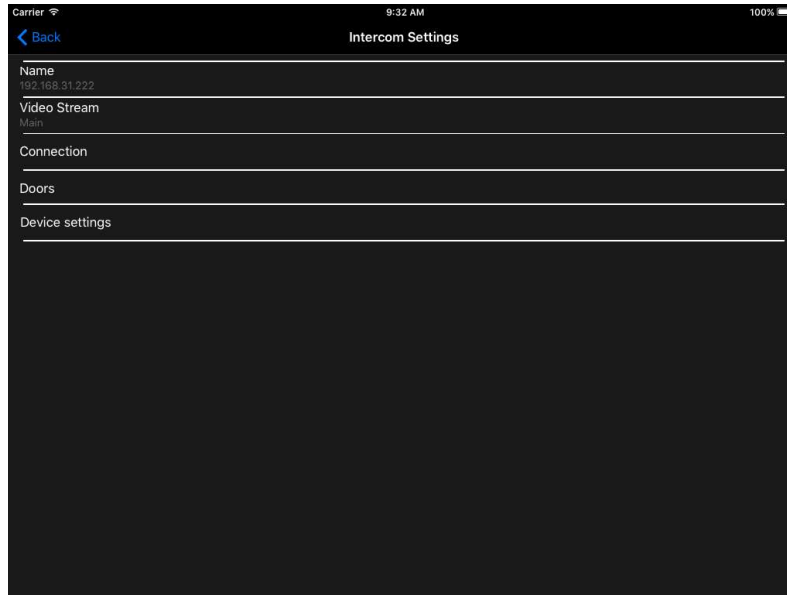 Carrier
9:32 AM
100%
Back
Intercom Settings
Name
192.168.31.222
Video Stream
Main
Connection
Doors
Device settings